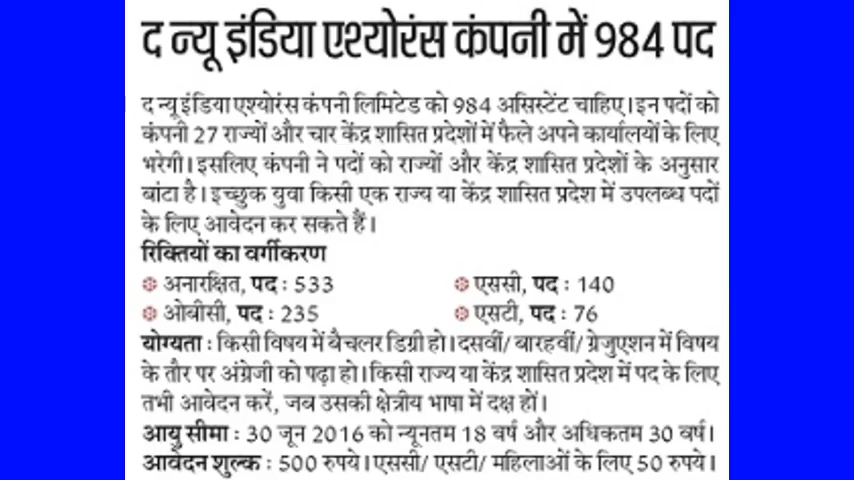 द न्यू इंडिया एश्योरंस कंपनी में 984 पद
द न्यू इंडिया एश्योरेंस कंपनी लिमिटेड को 984 असिस्टेंट चाहिए। इन पदों को
कंपनी 27 राज्यों और चार केंद्र शासित प्रदेशों में फैले अपने कार्यालयों के लिए
भरेगी। इसलिए कंपनी ने पदों को राज्यों और केंद्र शासित प्रदेशों के अनुसार
बांटा है। इच्छुक युवा किसी एक राज्य या केंद्र शासित प्रदेश में उपलब्ध पदों
के लिए आवेदन कर सकते हैं।
रिक्तियों का वर्गीकरण
अनारक्षित, पद : 533 एससी, पद : 140
ओबीसी, पद : 235 एसटी, पद : 76
योग्यता : किसी विषय में बैचलर डिग्री हो। दसवीं/ बारहवीं/ ग्रेजुएशन में विषय
के तौर पर अंग्रेजी को पढ़ा हो। किसी राज्य या केंद्र शासित प्रदेश में पद के लिए
तभी आवेदन करें, जब उसकी क्षेत्रीय भाषा में दक्ष हों।
आयु सीमा : 30 जून 2016 को न्यूनतम 18 वर्ष और अधिकतम 30 वर्ष।
आवेदन शुल्क : 500 रुपये। एससी/ एसटी/ महिलाओं के लिए 50 रुपये।